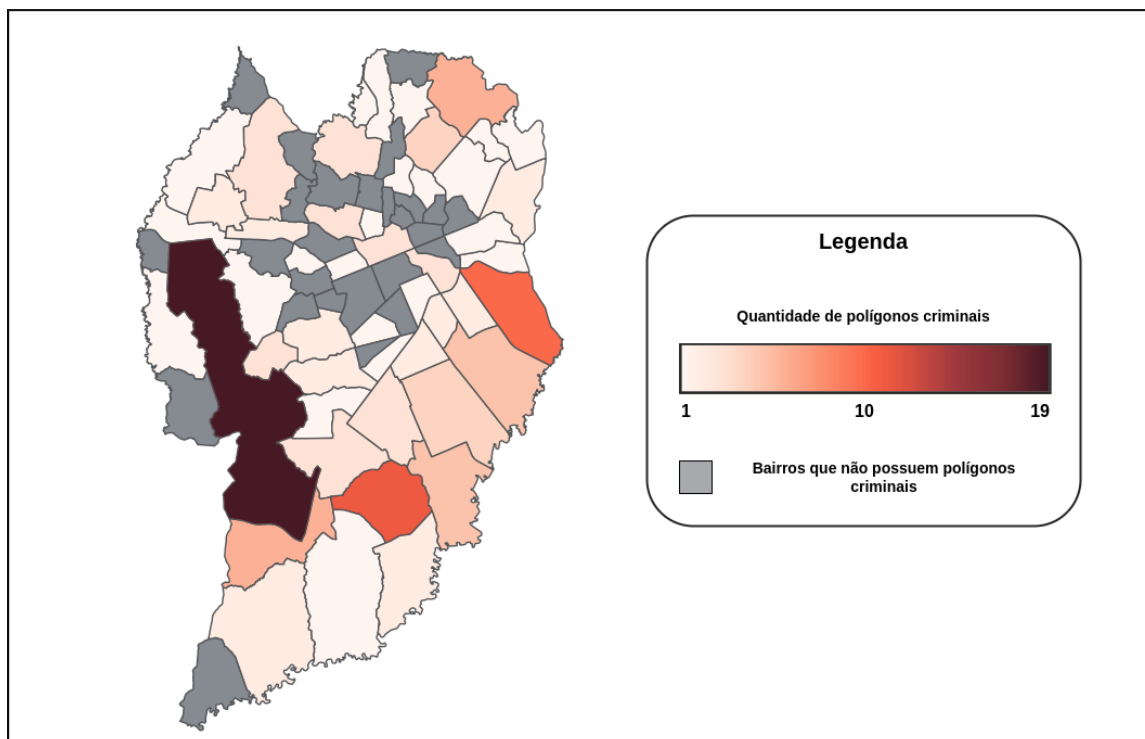 Legenda
Quantidade de polígonos criminais
1 10 19
Bairros que não possuem polígonos
criminais